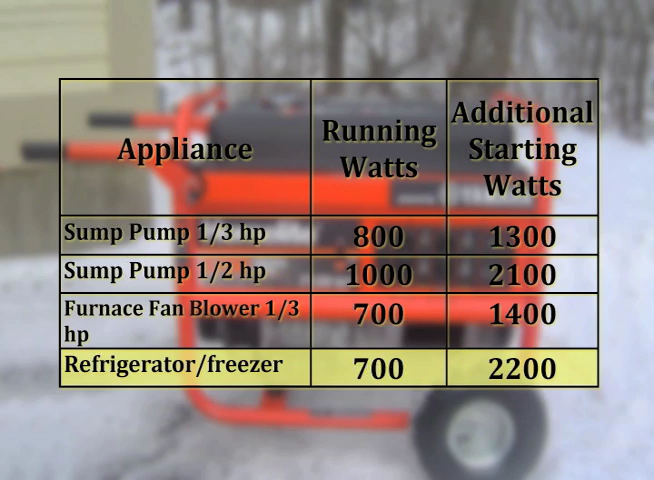 Appliance
Running
Watts
Additional
Starting
Watts
Sump Pump 1/3 hp 800 1300
Sump Pump 1/2 hp 1000 2100
Furnace Fan Blower 1/3
hp 700 1400
Refrigerator/freezer 700 2200